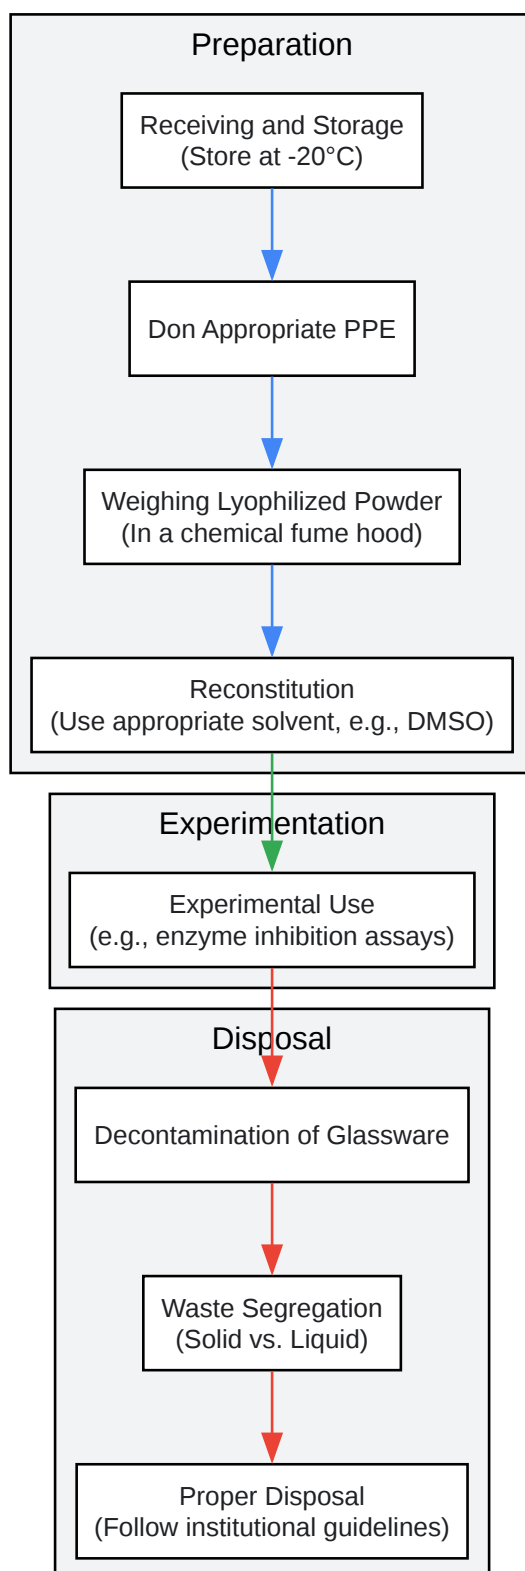 Preparation
Receiving and Storage
(Store at -20°C)
Don Appropriate PPE
Weighing Lyophilized Powder
(In a chemical fume hood)
Reconstitution
(Use appropriate solvent, e.g., DMSO)
Experimentation
Experimental Use
(e.g., enzyme inhibition assays)
Disposal
Decontamination of Glassware
Waste Segregation
(Solid vs. Liquid)
Proper Disposal
(Follow institutional guidelines)